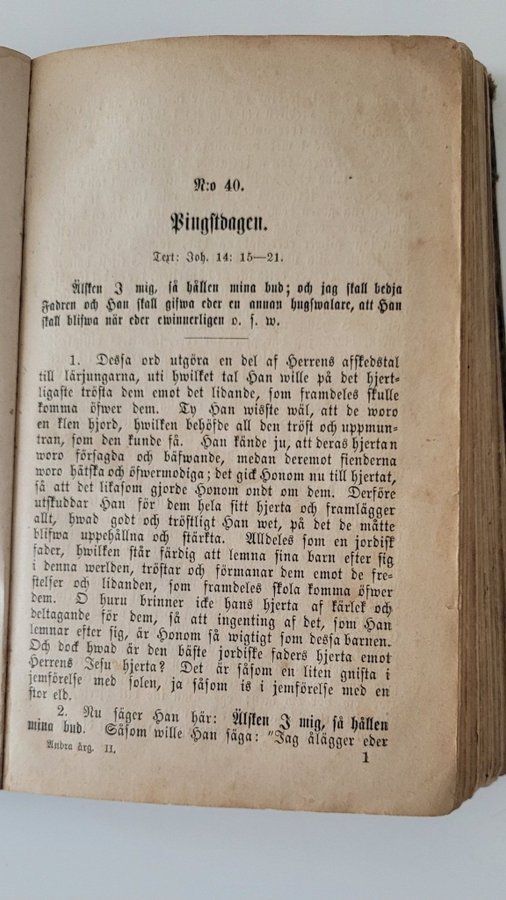 N:o 40.
Pingstdagen.
Text: Joh. 14: 15—21.
Älsken I mig, så hållen mina bud; och jag skall bedja
Fadren och Han skall gifwa eder en annan hugswalare, att Han
skall blifwa när eder ewinnerligen o. s. w.
1. Dessa ord utgöra en del af Herrens afskedstal
till lärjungarna, uti hwilket tal Han wille på det hjert-
ligaste trösta dem emot det lidande, som framdeles skulle
komma öfwer dem. Ty Han wisste wäl, att de woro
en klen hjord, hwilken behöfde all den tröst och uppmun-
tran, som den kunde få. Han kände ju, att deras hjertan
woro försagda och bäfwande, medan deremot fienderna
woro hätska och öfwermodiga; det gick Honom nu till hjertat,
så att det likasom gjorde Honom ondt om dem. Derföre
utskuddar Han för dem hela sitt hjerta och framlägger
allt, hwad godt och tröstligt Han wet, på det de måtte
blifwa uppehållna och stärkta. Alldeles som en jordisk
fader, hwilken står färdig att lemna sina barn efter sig
i denna werlden, tröstar och förmanar dem emot de fre-
stelser och lidanden, som framdeles skola komma öfwer
dem. O huru brinner icke hans hjerta af kärlek och
deltagande för dem, så att ingenting af det, som Han
lemnar efter sig, är Honom så wigtigt som dessa barnen.
Och dock hwad är den bäste jordiske faders hjerta emot
Herrens Jesu hjerta? Det är såsom en liten gnista i
jemförelse med solen, ja såsom is i jemförelse med en
stor eld.
2. Nu säger Han här: Älsken I mig, så hållen
mina bud. Såsom wille Han säga: "Jag ålägger eder
Andra årg. II.
1